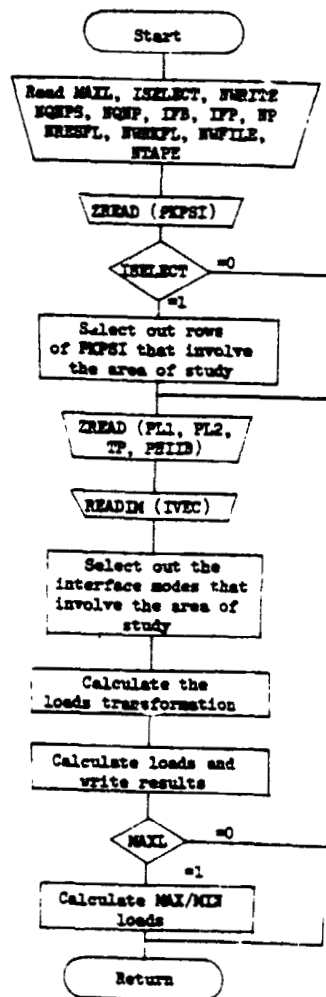 Start
Read MAXL, ISELECT, NWRITE
NQNPS, NQNP, IFB, IFP, NP
NRESFL, NWRKFL, NWFILE,
NTAPE
ZREAD (PKPSI)
ISELECT
=0
=1
Select out rows
of PKPSI that involve
the area of study
ZREAD (PL1, PL2,
TP, PHIIB)
READIM (IVEC)
Select out the
interface modes that
involve the area of
study
Calculate the
loads transformation
Calculate loads and
write results
MAXL
=0
=1
Calculate MAX/MIN
loads
Return